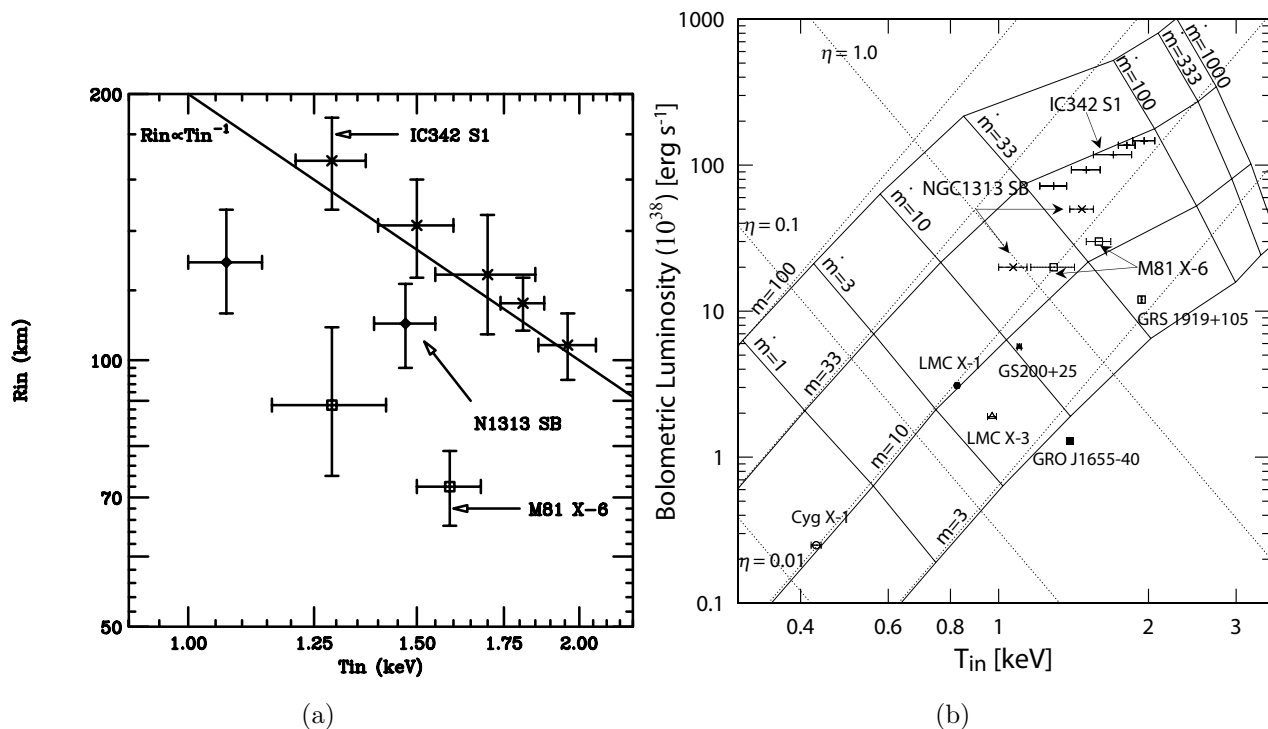 200
Rin∝Tin⁻¹
IC342 S1
100
N1313 SB
70
M81 X-6
50
1.00
1.25
1.50
1.75
2.00
Rin (km)
Tin (keV)
(a)
1000
100
10
1
0.1
Bolometric Luminosity (10³⁸) [erg s⁻¹]
η = 1.0
η = 0.1
η = 0.01
ṁ=1000
ṁ=333
ṁ=100
ṁ=33
ṁ=10
ṁ=3
ṁ=1
m=100
m=33
m=10
m=3
IC342 S1
NGC1313 SB
M81 X-6
GRS 1919+105
LMC X-1
GS200+25
LMC X-3
GRO J1655-40
Cyg X-1
0.4
0.6
0.8
1
2
3
Tᵢₙ [keV]
(b)